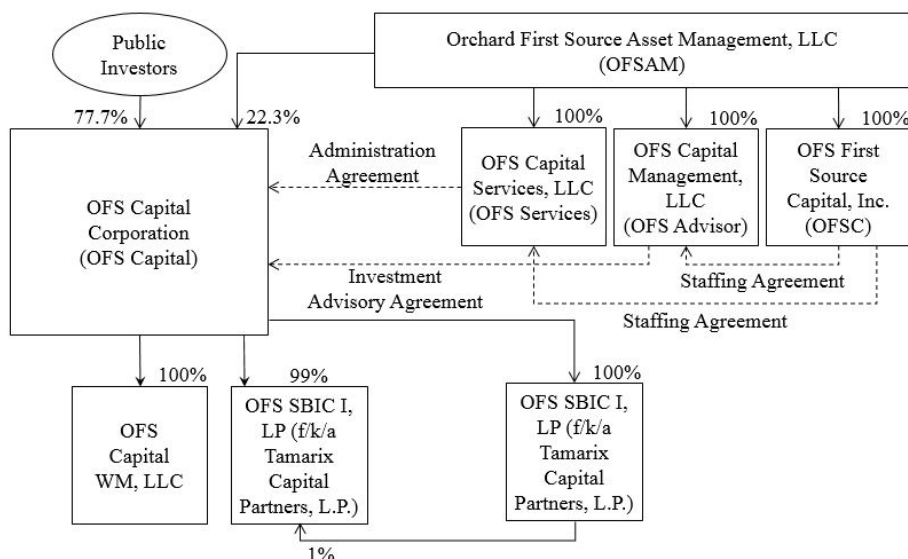 Public
Investors
Orchard First Source Asset Management, LLC
(OFSAM)
77.7%
22.3%
100%
100%
100%
OFS Capital
Corporation
(OFS Capital)
Administration
Agreement
OFS Capital
Services, LLC
(OFS Services)
OFS Capital
Management,
LLC
(OFS Advisor)
OFS First
Source
Capital, Inc.
(OFSC)
Investment
Advisory Agreement
Staffing Agreement
Staffing Agreement
100%
99%
100%
OFS
Capital
WM, LLC
OFS SBIC I,
LP (f/k/a
Tamarix
Capital
Partners, L.P.)
OFS SBIC I,
LP (f/k/a
Tamarix
Capital
Partners, L.P.)
1%